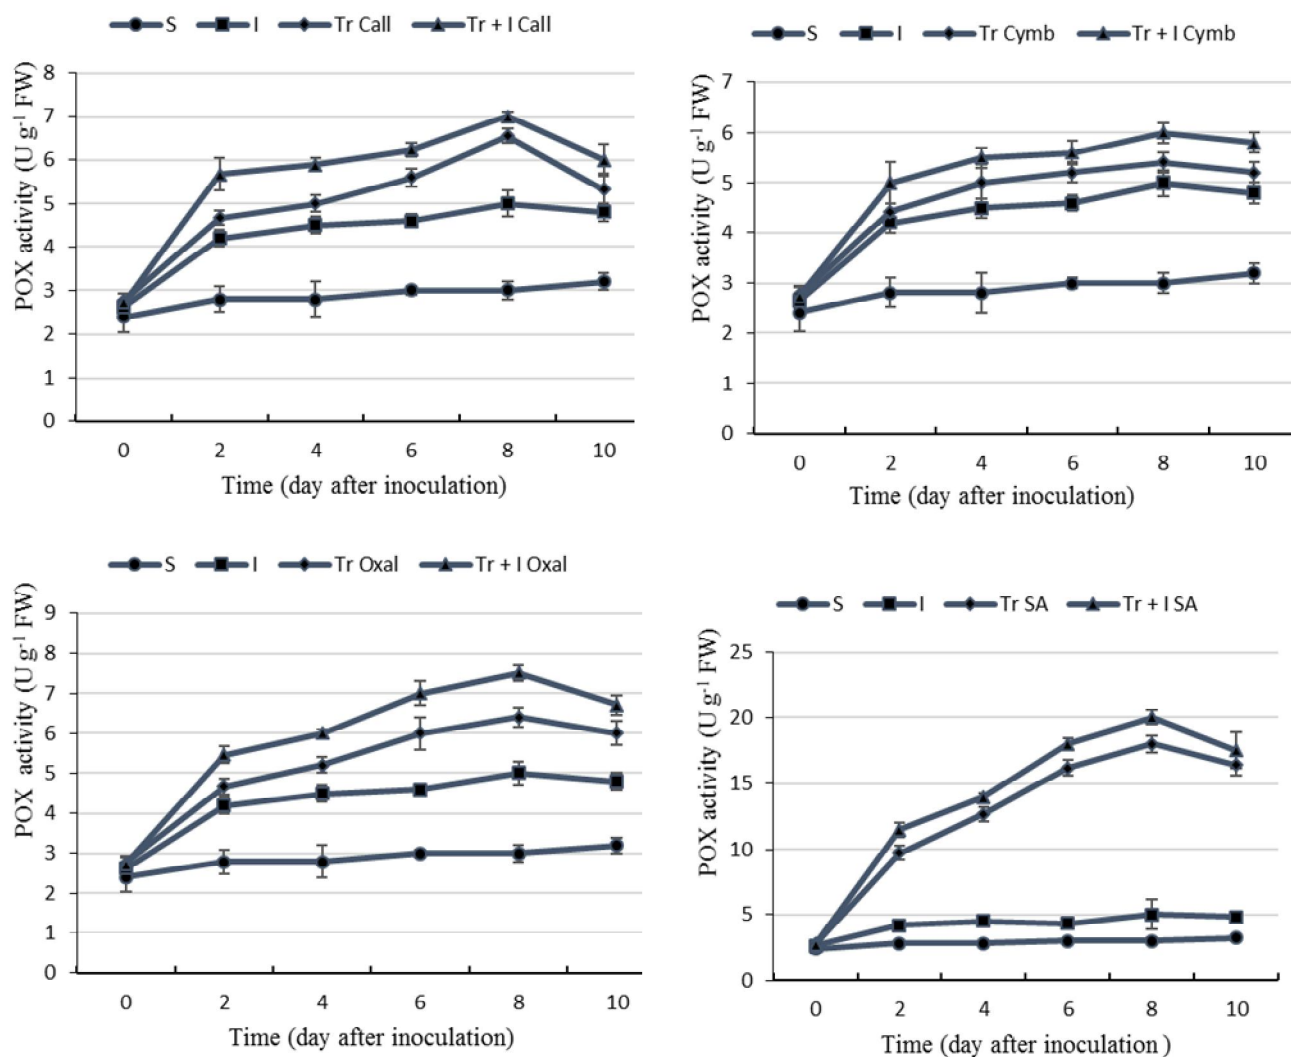 S I Tr Call Tr + I Call
POX activity (U g⁻¹ FW)
8
7
6
5
4
3
2
1
0
0 2 4 6 8 10
Time (day after inoculation)
S I Tr Cymb Tr + I Cymb
POX activity (U g⁻¹ FW)
7
6
5
4
3
2
1
0
0 2 4 6 8 10
Time (day after inoculation)
S I Tr Oxal Tr + I Oxal
POX activity (U g⁻¹ FW)
9
8
7
6
5
4
3
2
1
0
0 2 4 6 8 10
Time (day after inoculation)
S I Tr SA Tr + I SA
POX activity (U g⁻¹ FW)
25
20
15
10
5
0
0 2 4 6 8 10
Time (day after inoculation )